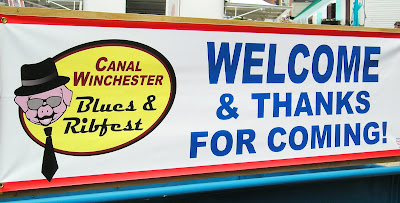 CANAL
WINCHESTER
Blues &
Ribfest
WELCOME
& THANKS
FOR COMING!